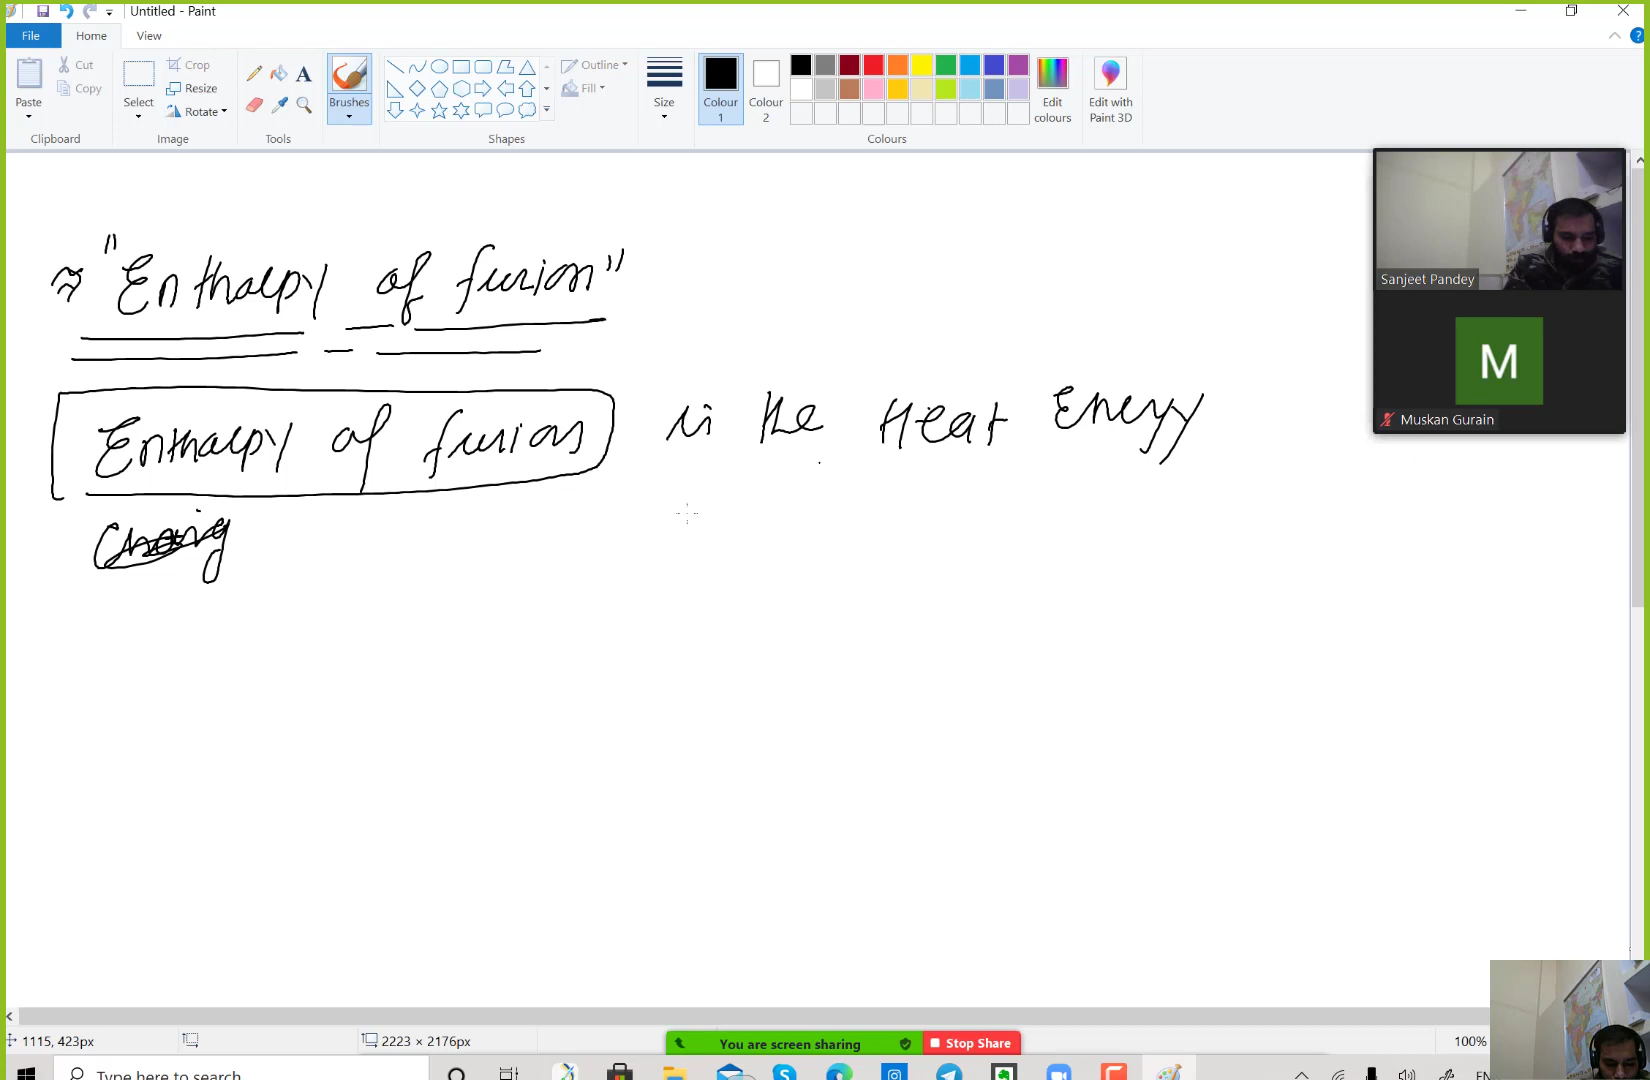 Untitled - Paint
File Home View
Paste Cut Copy Select Crop Resize Rotate Brushes Outline Fill Size Colour 1 Colour 2 Edit colours Edit with Paint 3D
Clipboard Image Tools Shapes Colours
"Enthalpy of fusion"
Enthalpy of fusion is the Heat Energy
Sanjeet Pandey
M
Muskan Gurain
1115, 423px 2223 × 2176px 100%
You are screen sharing Stop Share
Type here to search